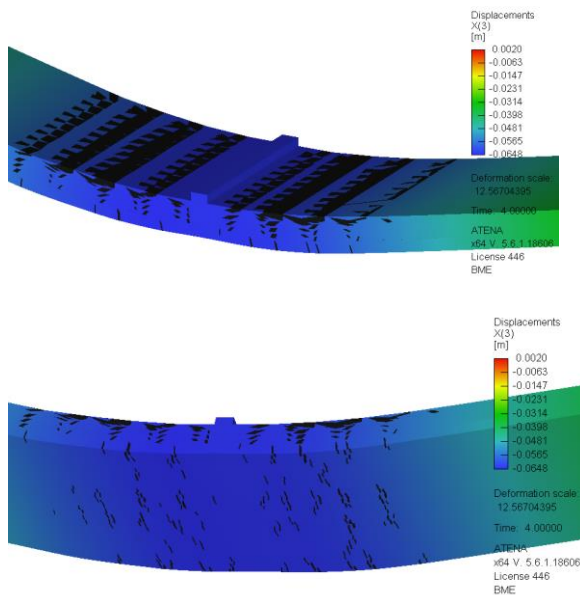 Displacements
X(3)
[m]
0.0020
-0.0063
-0.0147
-0.0231
-0.0314
-0.0398
-0.0481
-0.0565
-0.0648
Deformation scale:
12.56704395
Time: 4.00000
ATENA
x64 V. 5.6.1.18606
License 446
BME
Displacements
X(3)
[m]
0.0020
-0.0063
-0.0147
-0.0231
-0.0314
-0.0398
-0.0481
-0.0565
-0.0648
Deformation scale:
12.56704395
Time: 4.00000
ATENA
x64 V. 5.6.1.18606
License 446
BME